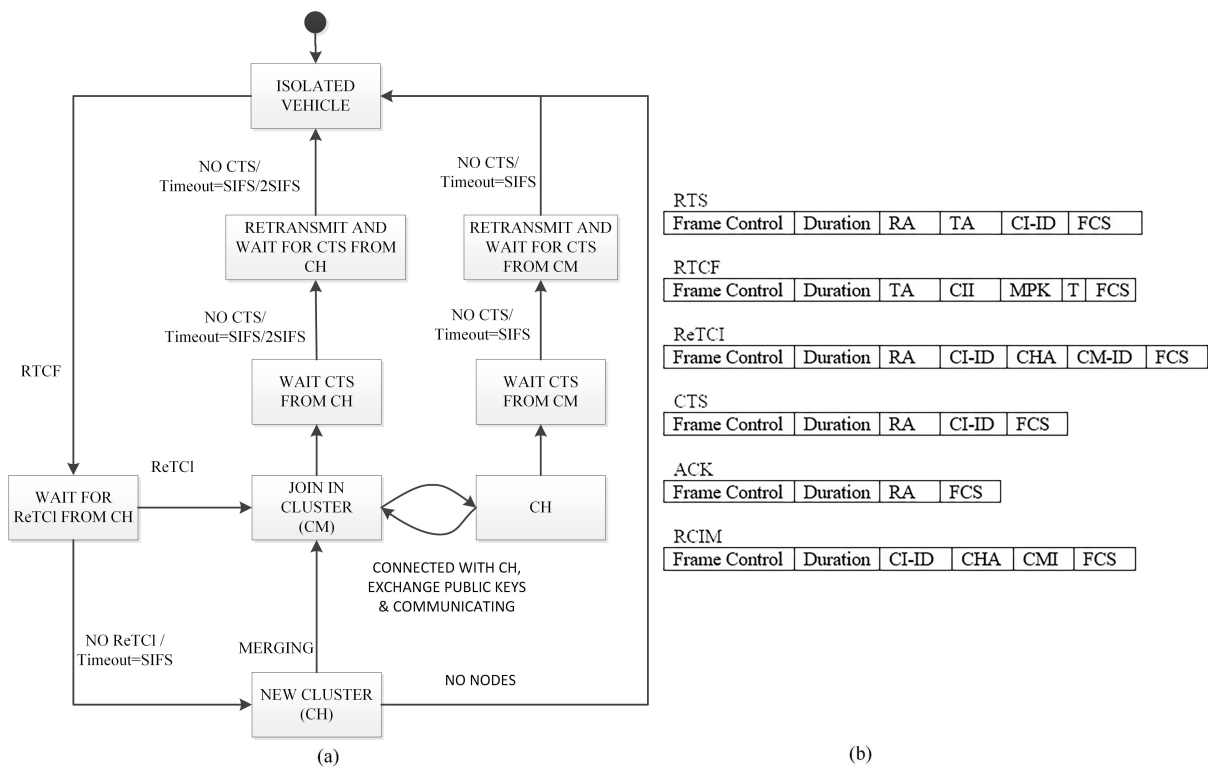 ISOLATED
VEHICLE
NO CTS/
Timeout=SIFS/2SIFS
NO CTS/
Timeout=SIFS
RETRANSMIT AND
WAIT FOR CTS FROM
CH
RETRANSMIT AND
WAIT FOR CTS
FROM CM
NO CTS/
Timeout=SIFS/2SIFS
NO CTS/
Timeout=SIFS
RTCF
WAIT CTS
FROM CH
WAIT CTS
FROM CM
ReTCl
WAIT FOR
ReTCl FROM CH
JOIN IN
CLUSTER
(CM)
CH
CONNECTED WITH CH,
EXCHANGE PUBLIC KEYS
& COMMUNICATING
NO ReTCl /
Timeout=SIFS
MERGING
NO NODES
NEW CLUSTER
(CH)
(a)
RTS
Frame Control Duration RA TA CI-ID FCS
RTCF
Frame Control Duration TA CII MPK T FCS
ReTCI
Frame Control Duration RA CI-ID CHA CM-ID FCS
CTS
Frame Control Duration RA CI-ID FCS
ACK
Frame Control Duration RA FCS
RCIM
Frame Control Duration CI-ID CHA CMI FCS
(b)